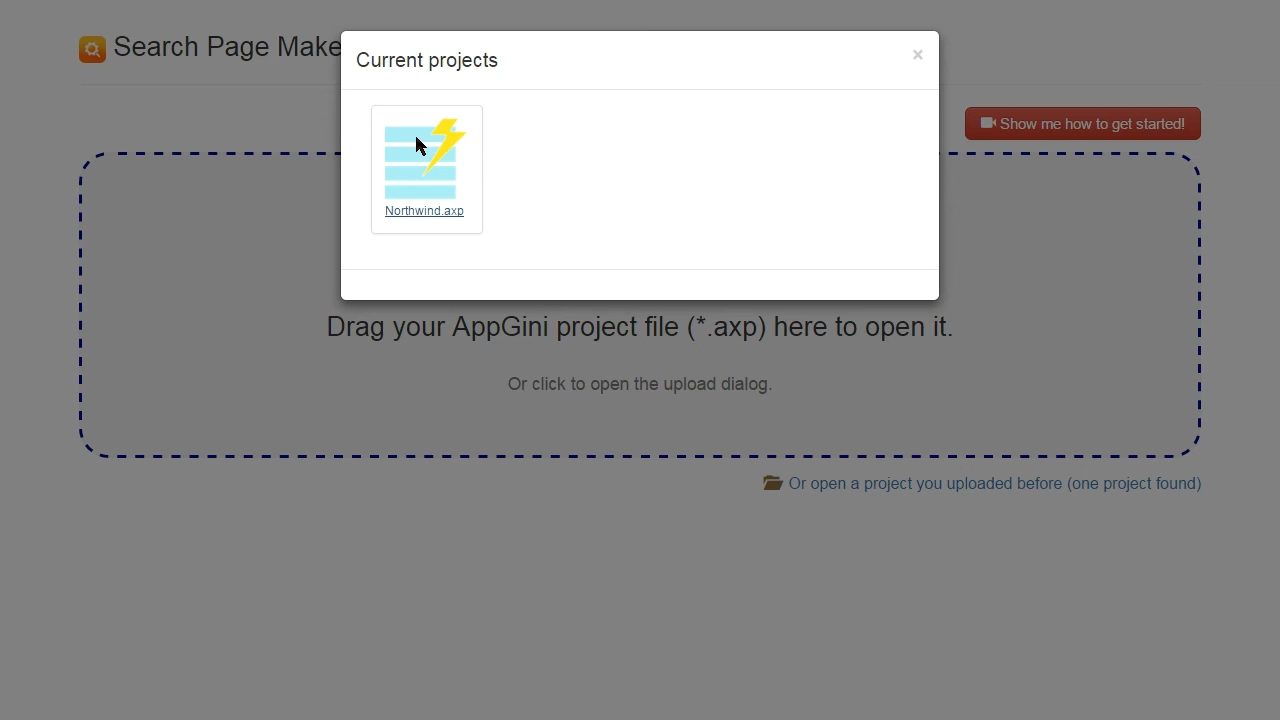 Search Page Make
Current projects
×
Show me how to get started!
Northwind.axp
Drag your AppGini project file (*.axp) here to open it.
Or click to open the upload dialog.
Or open a project you uploaded before (one project found)